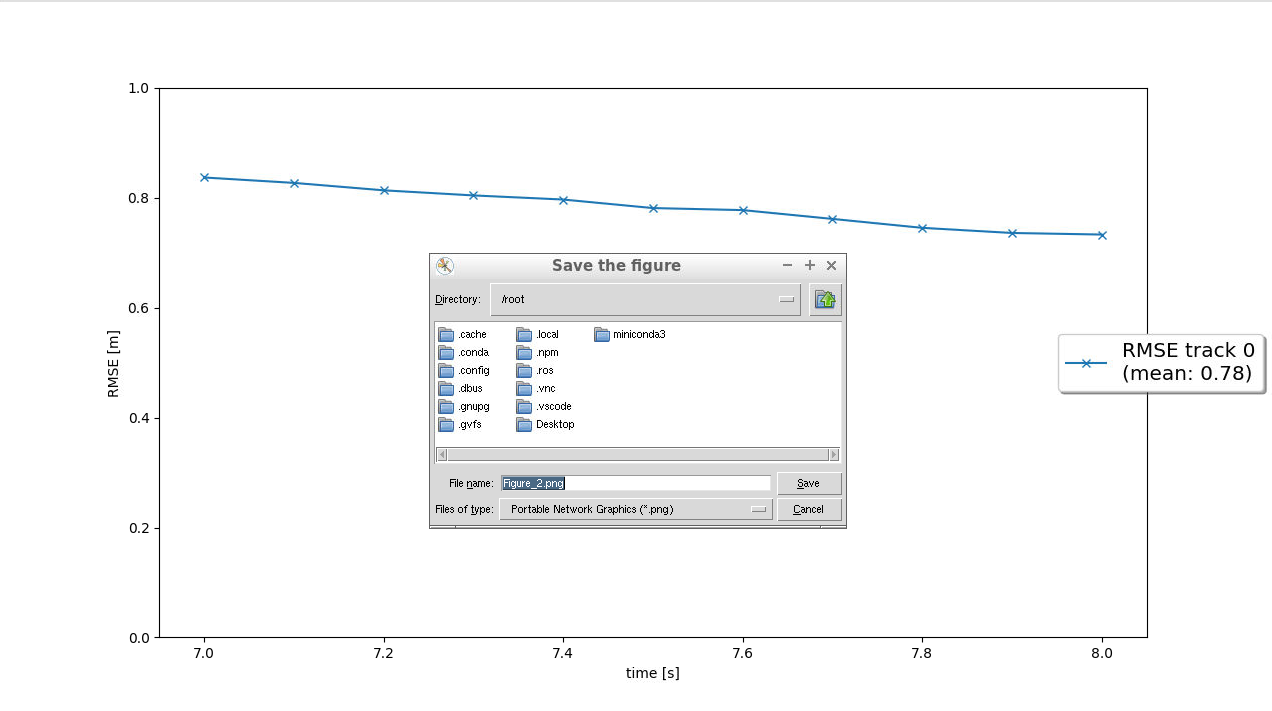 1.0
0.8
0.6
0.4
0.2
0.0
RMSE [m]
7.0 7.2 7.4 7.6 7.8 8.0
time [s]
RMSE track 0
(mean: 0.78)
Save the figure
Directory: /root
.cache .local miniconda3
.conda .npm
.config .ros
.dbus .vnc
.gnupg .vscode
.gvfs Desktop
File name: Figure_2.png Save
Files of type: Portable Network Graphics (*.png) Cancel